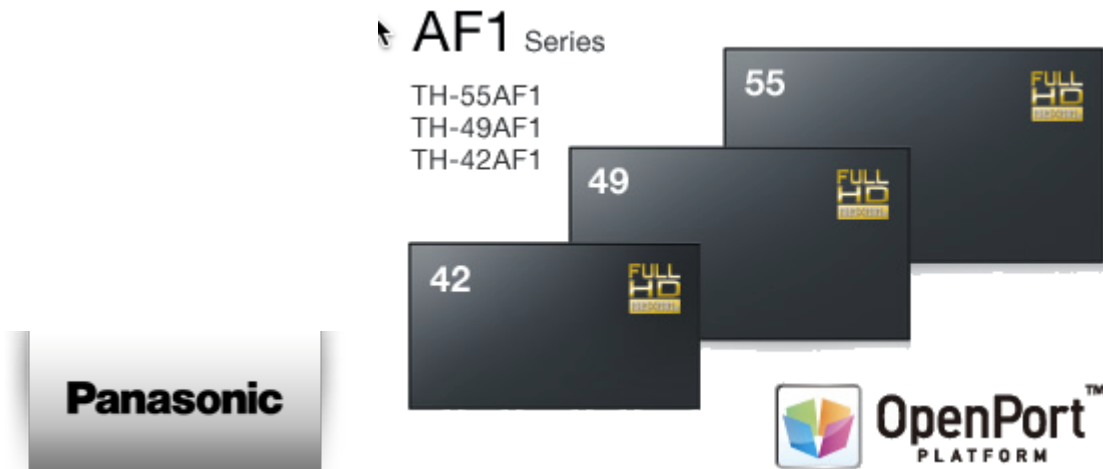 AF1 Series
TH-55AF1
TH-49AF1
TH-42AF1
55
FULL
HD
49
FULL
HD
42
FULL
HD
Panasonic
OpenPort™
PLATFORM